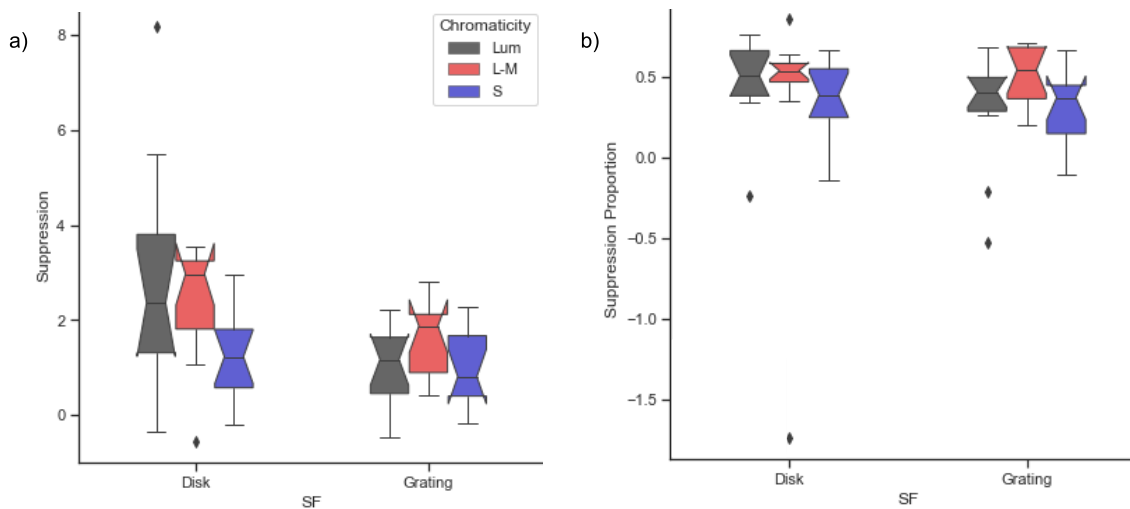 a)
8
6
4
2
0
Suppression
Disk
Grating
SF
Chromaticity
Lum
L-M
S
b)
0.5
0.0
−0.5
−1.0
−1.5
Suppression Proportion
Disk
Grating
SF